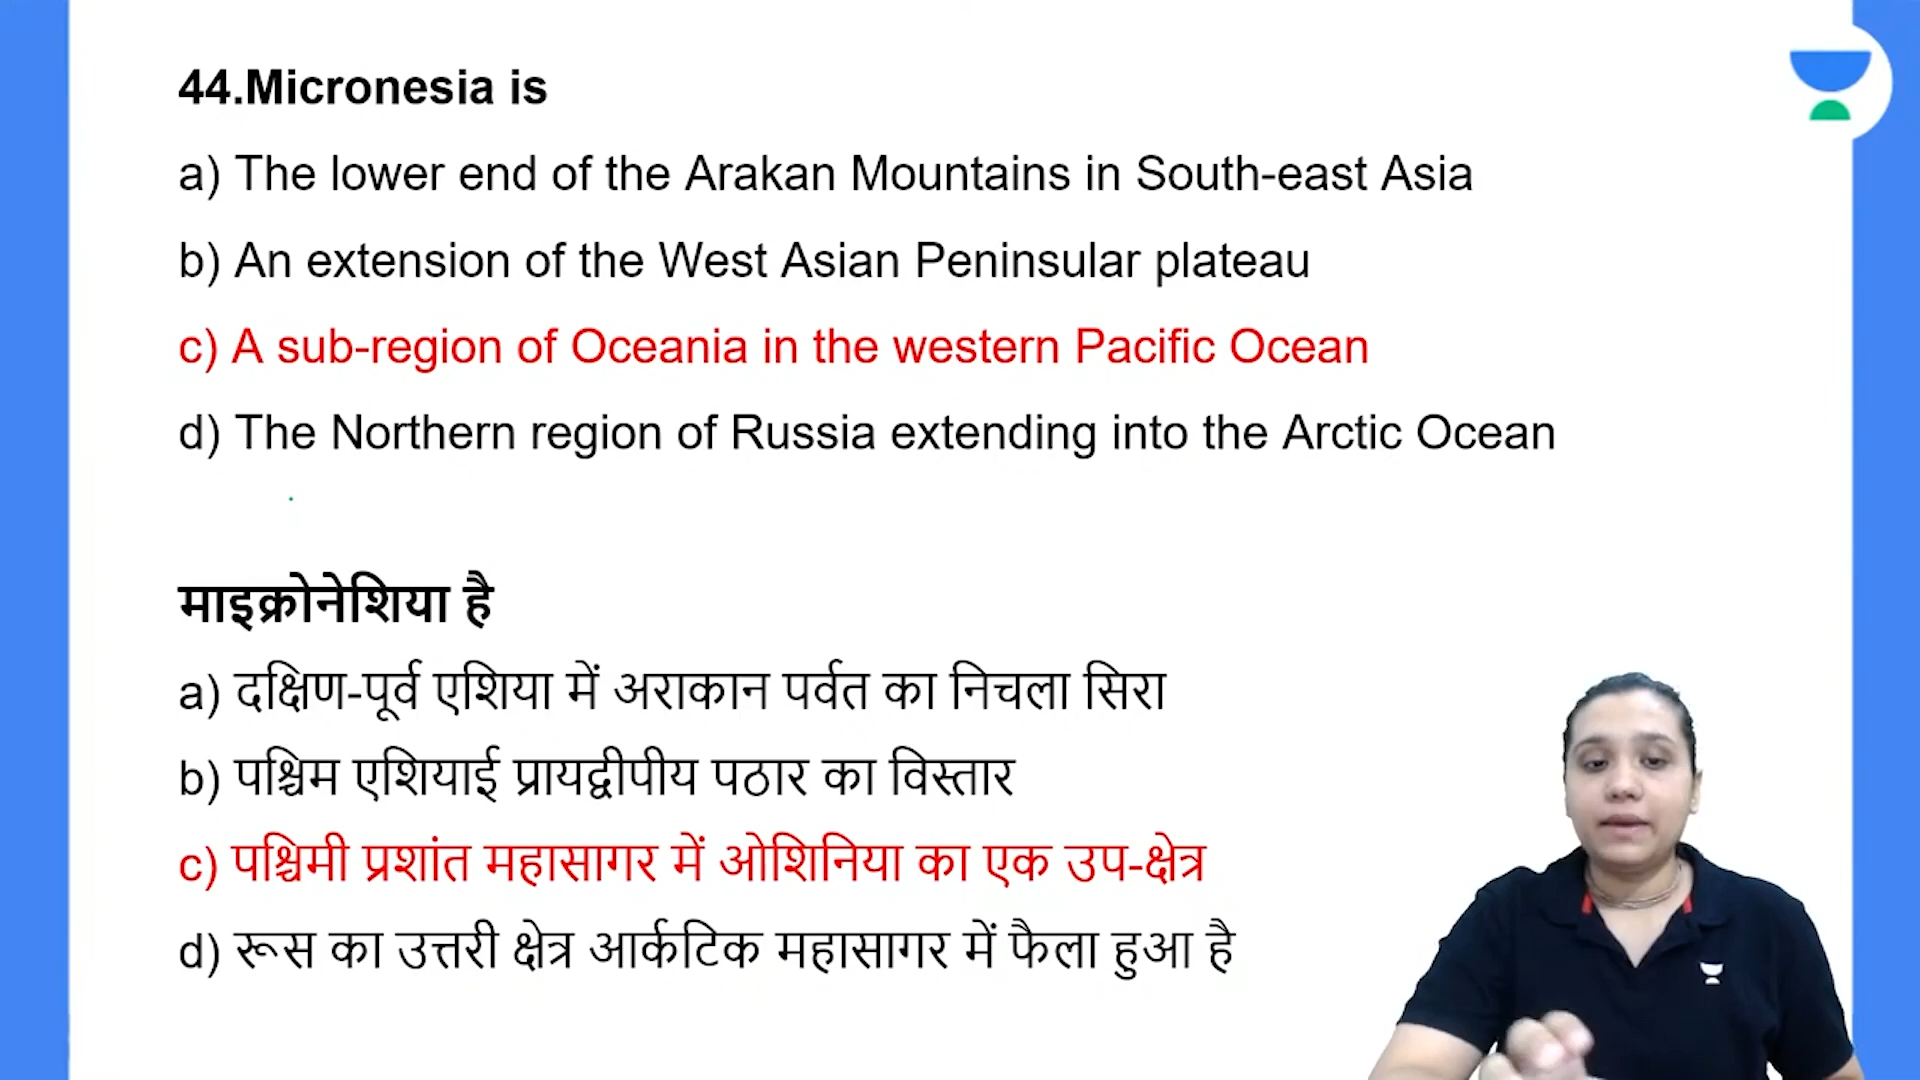 44.Micronesia is
a) The lower end of the Arakan Mountains in South-east Asia
b) An extension of the West Asian Peninsular plateau
c) A sub-region of Oceania in the western Pacific Ocean
d) The Northern region of Russia extending into the Arctic Ocean
माइक्रोनेशिया है
a) दक्षिण-पूर्व एशिया में अराकान पर्वत का निचला सिरा
b) पश्चिम एशियाई प्रायद्वीपीय पठार का विस्तार
c) पश्चिमी प्रशांत महासागर में ओशिनिया का एक उप-क्षेत्र
d) रूस का उत्तरी क्षेत्र आर्कटिक महासागर में फैला हुआ है